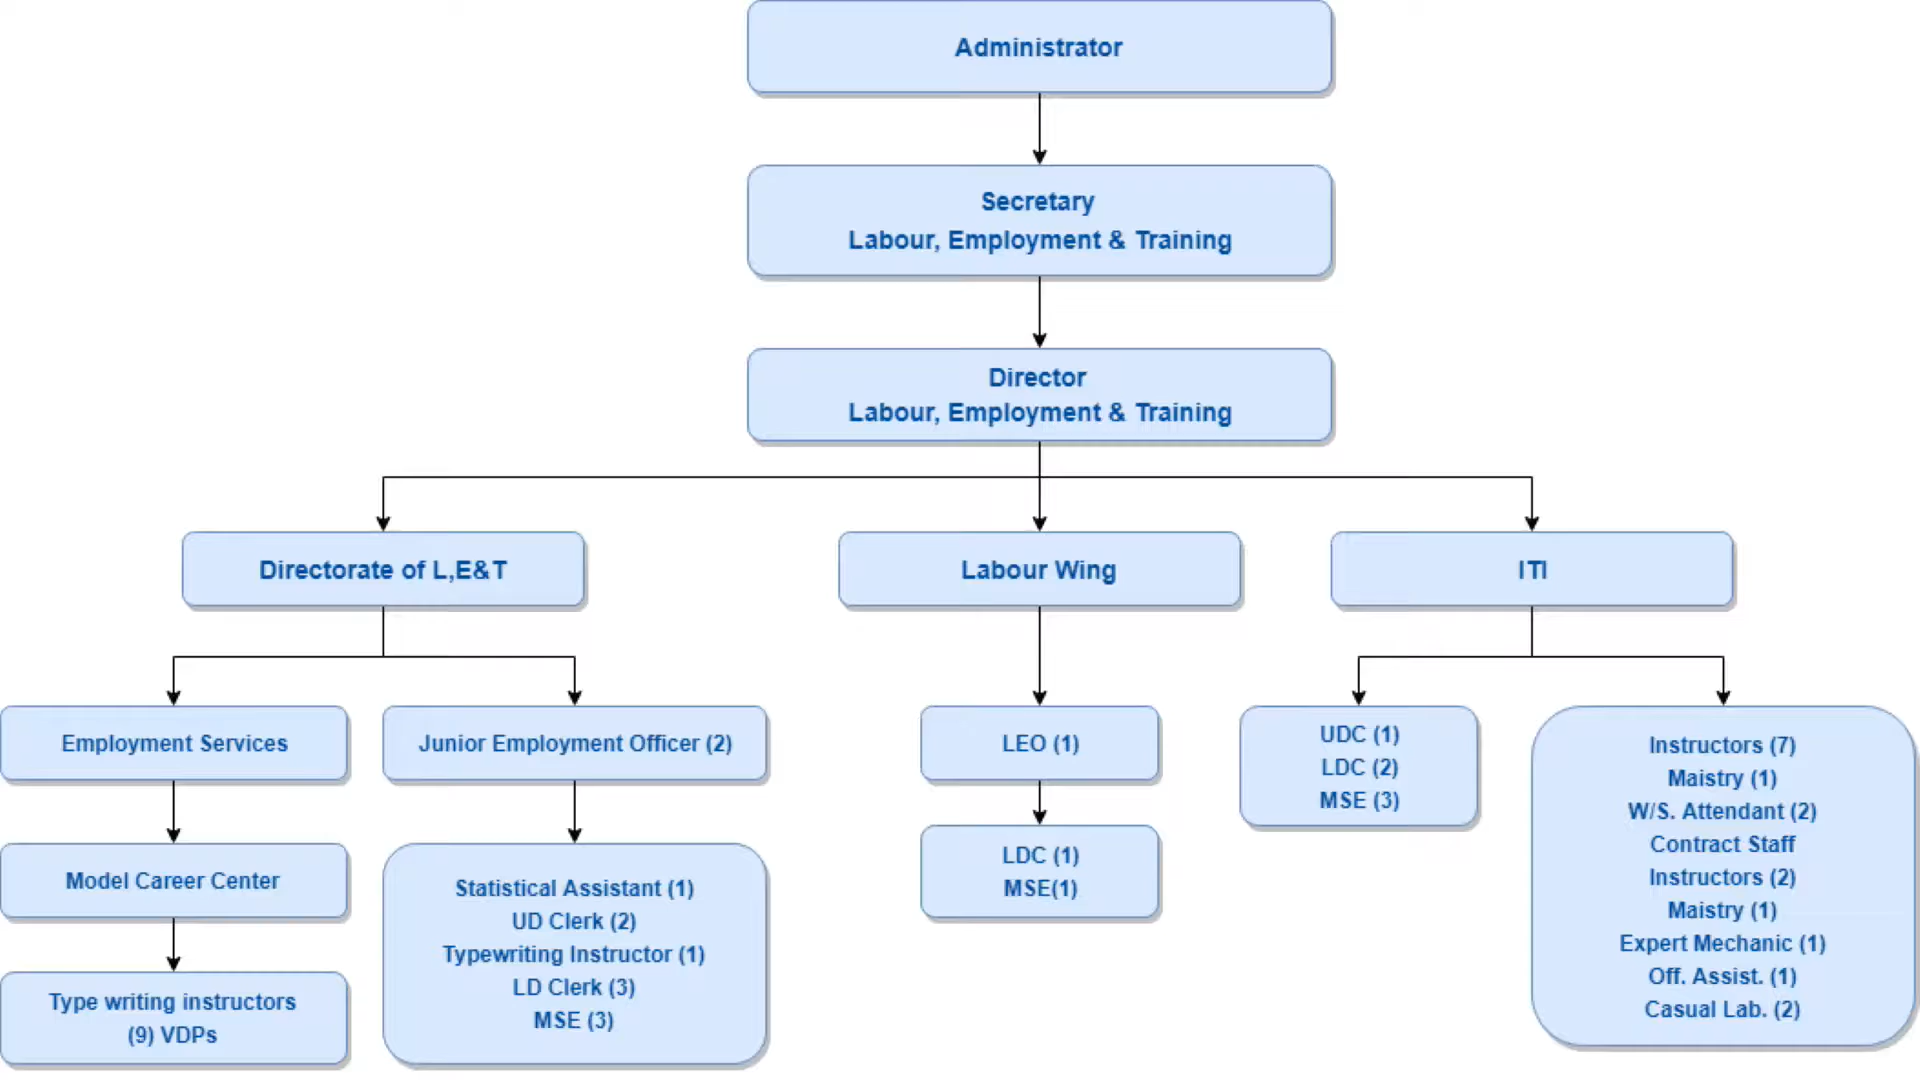 Administrator
Secretary
Labour, Employment & Training
Director
Labour, Employment & Training
Directorate of L,E&T
Labour Wing
ITI
Employment Services
Junior Employment Officer (2)
LEO (1)
UDC (1)
LDC (2)
MSE (3)
Instructors (7)
Maistry (1)
W/S. Attendant (2)
Contract Staff
Instructors (2)
Maistry (1)
Expert Mechanic (1)
Off. Assist. (1)
Casual Lab. (2)
Model Career Center
Statistical Assistant (1)
UD Clerk (2)
Typewriting Instructor (1)
LD Clerk (3)
MSE (3)
LDC (1)
MSE(1)
Type writing instructors
(9) VDPs